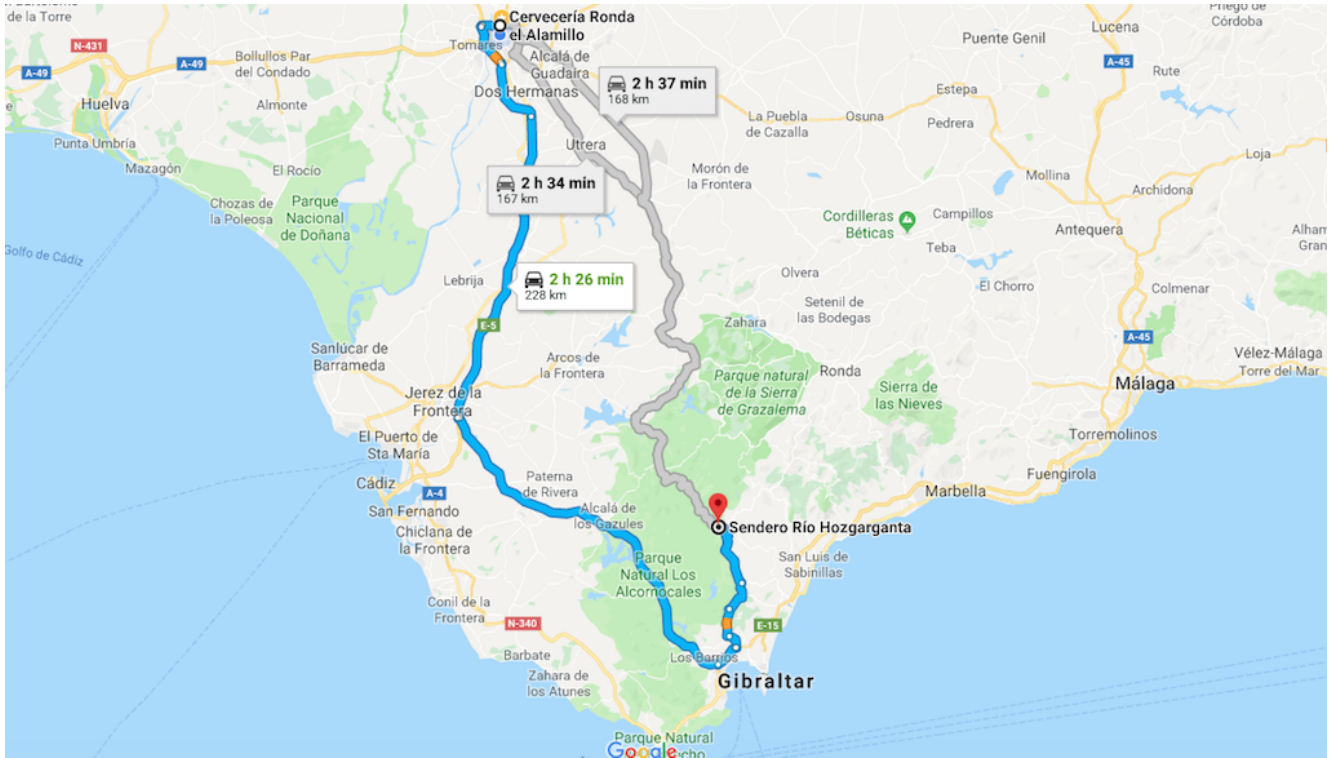 de la Torre
Cervecería Ronda
el Alamillo
Priego de
Córdoba
N-431
A-49
A-49
Bollullos Par
del Condado
Tomares
Alcalá de
Guadaira
Puente Genil
Lucena
A-45
Rute
Huelva
Almonte
Dos Hermanas
2 h 37 min
168 km
Estepa
La Puebla
de Cazalla
Osuna
Pedrera
Punta Umbría
Mazagón
El Rocío
Utrera
Morón de
la Frontera
Loja
Mollina
Archidona
Chozas de
la Poleosa
Parque
Nacional
de Doñana
2 h 34 min
167 km
Cordilleras
Béticas
Campillos
Teba
Antequera
Alham
Gran
Golfo de Cádiz
Lebrija
2 h 26 min
228 km
Olvera
El Chorro
Colmenar
Setenil de
las Bodegas
Zahara
E-5
A-45
Sanlúcar de
Barrameda
Arcos de
la Frontera
Parque natural
de la Sierra
de Grazalema
Ronda
Sierra de
las Nieves
Málaga
Vélez-Málaga
Torre del Mar
Jerez de la
Frontera
El Puerto de
Sta María
Torremolinos
Cádiz
A-4
Paterna
de Rivera
Fuengirola
Marbella
San Fernando
Alcalá de
los Gazules
Sendero Río Hozgarganta
Chiclana de
la Frontera
Parque
Natural Los
Alcornocales
San Luis de
Sabinillas
Conil de la
Frontera
N-340
E-15
Barbate
Los Barrios
Zahara de
los Atunes
Gibraltar
Parque Natural
Google
echo